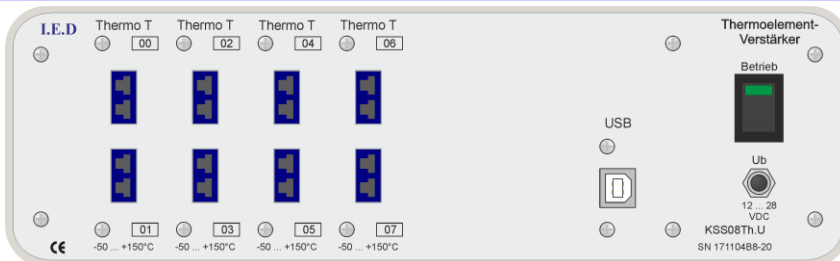 I.E.D
Thermo T Thermo T Thermo T Thermo T
00 02 04 06
01 03 05 07
-50 ... +150°C -50 ... +150°C -50 ... +150°C -50 ... +150°C
CE
USB
Thermoelement-
Verstärker
Betrieb
Ub
12 ... 28
VDC
KSS08Th.U
SN 171104B8-20